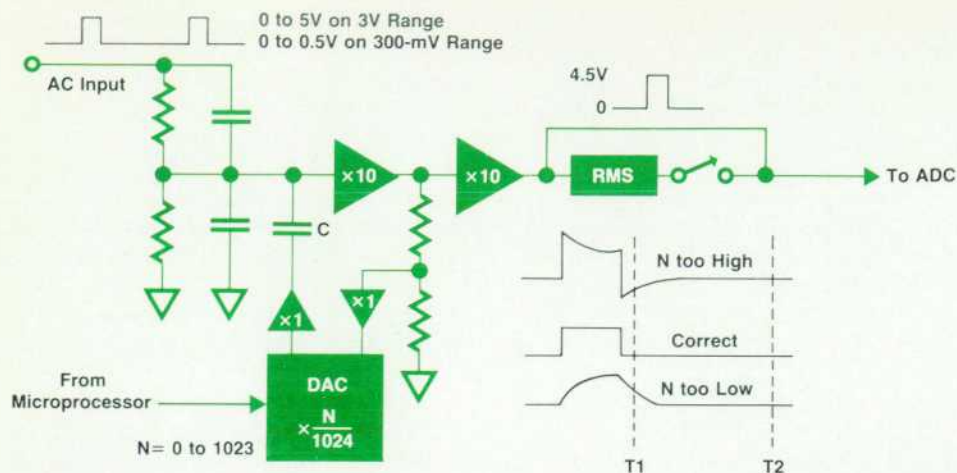 0 to 5V on 3V Range
0 to 0.5V on 300-mV Range
AC Input
4.5V
0
×10
×10
RMS
To ADC
C
×1
×1
N too High
Correct
N too Low
From
Microprocessor
DAC
× N
1024
N= 0 to 1023
T1
T2